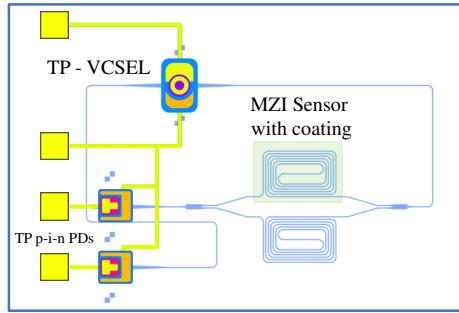 TP - VCSEL
MZI Sensor
with coating
TP p-i-n PDs